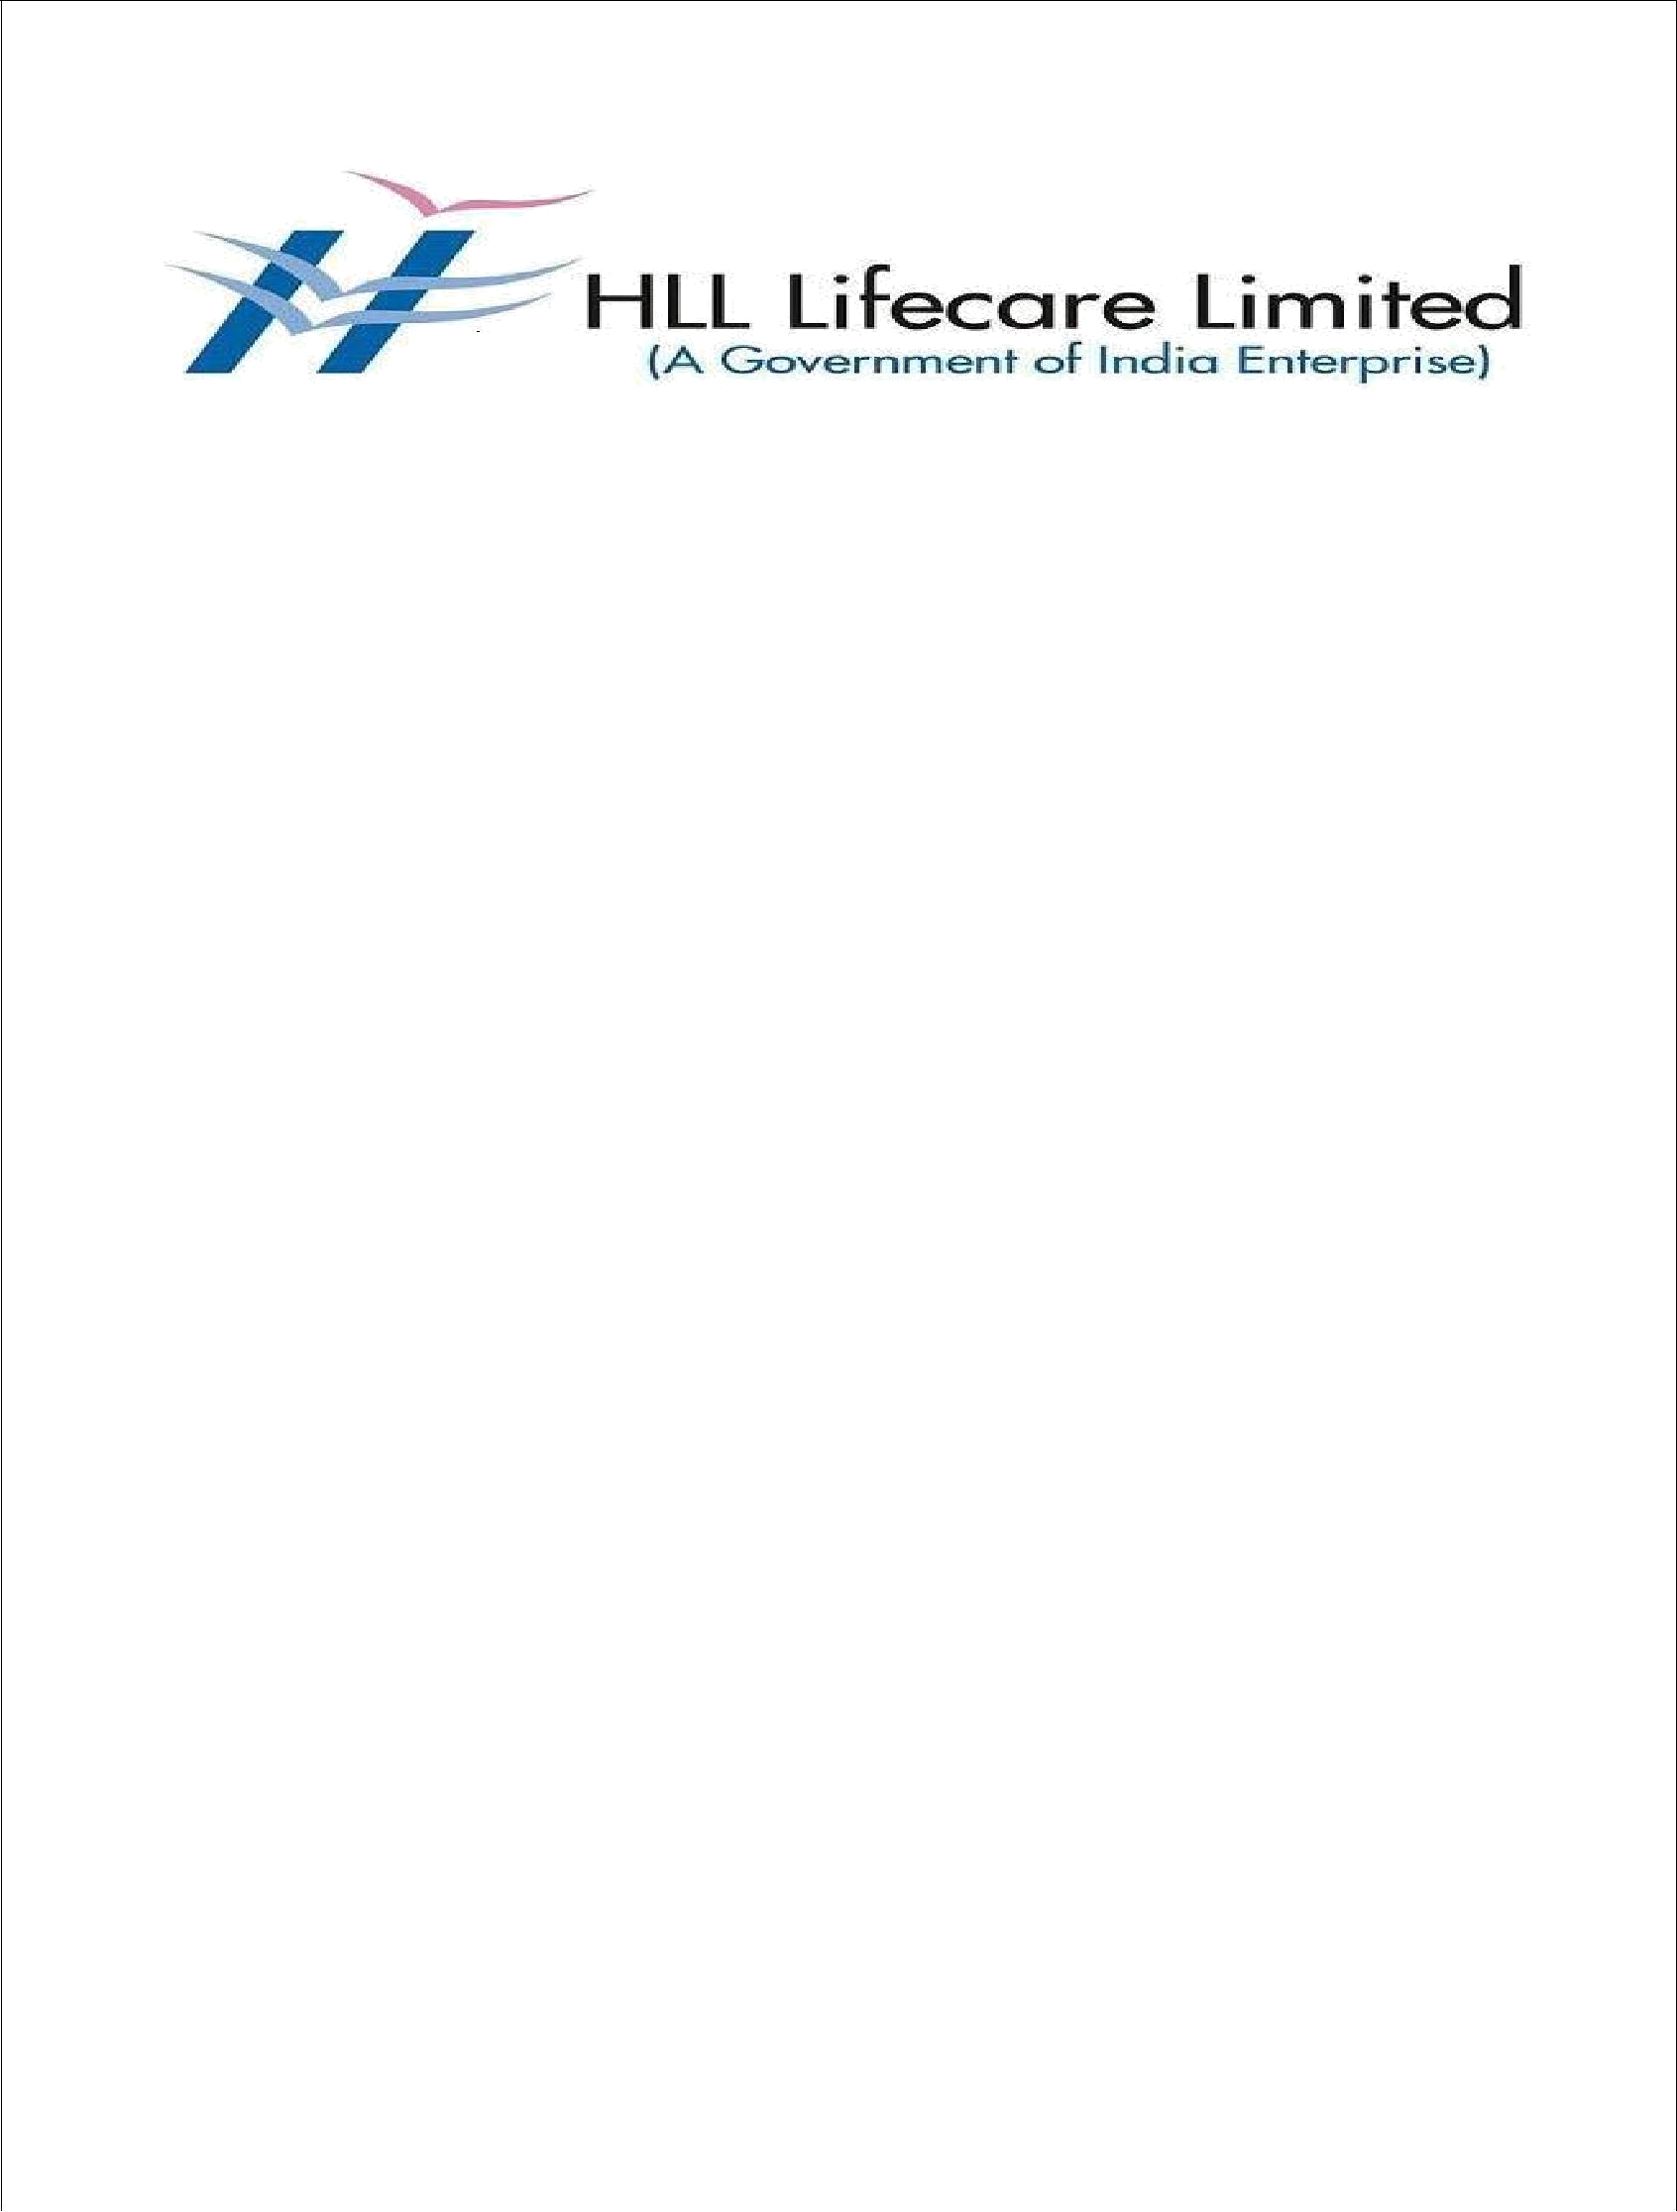 HLL Lifecare Limited
(A Government of India Enterprise)